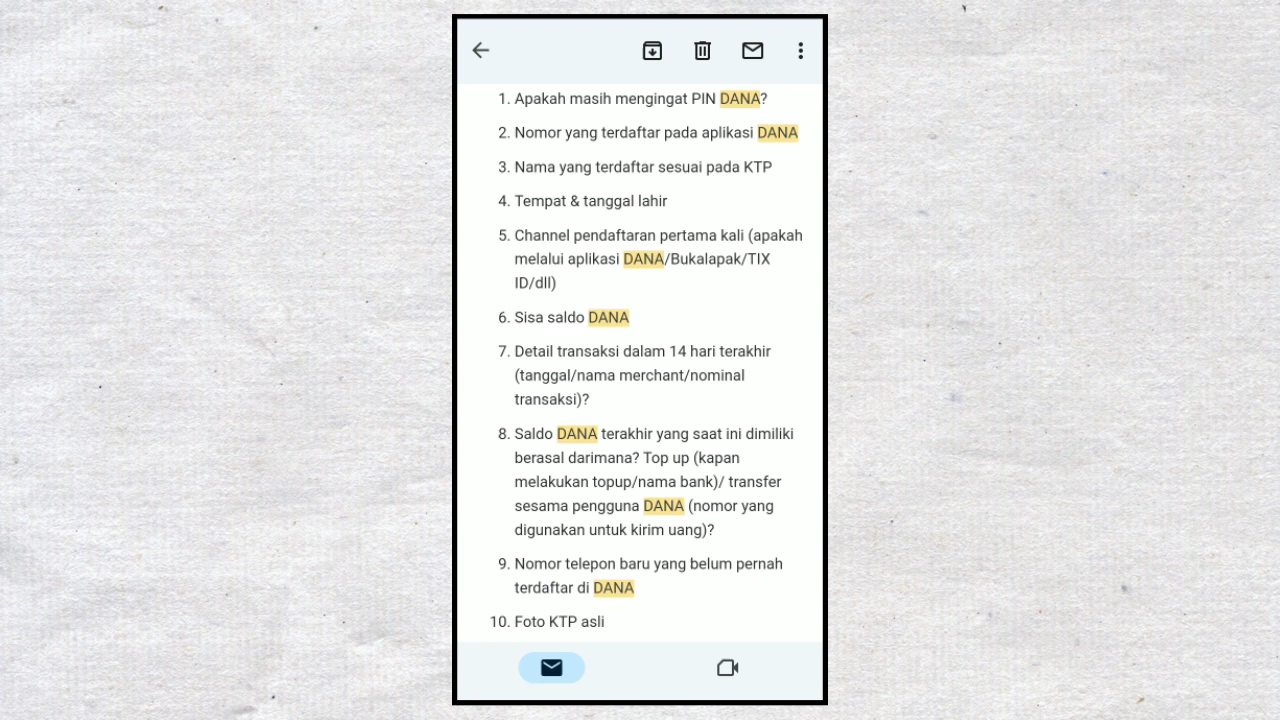 1. Apakah masih mengingat PIN DANA?
2. Nomor yang terdaftar pada aplikasi DANA
3. Nama yang terdaftar sesuai pada KTP
4. Tempat & tanggal lahir
5. Channel pendaftaran pertama kali (apakah
melalui aplikasi DANA/Bukalapak/TIX
ID/dll)
6. Sisa saldo DANA
7. Detail transaksi dalam 14 hari terakhir
(tanggal/nama merchant/nominal
transaksi)?
8. Saldo DANA terakhir yang saat ini dimiliki
berasal darimana? Top up (kapan
melakukan topup/nama bank)/ transfer
sesama pengguna DANA (nomor yang
digunakan untuk kirim uang)?
9. Nomor telepon baru yang belum pernah
terdaftar di DANA
10. Foto KTP asli